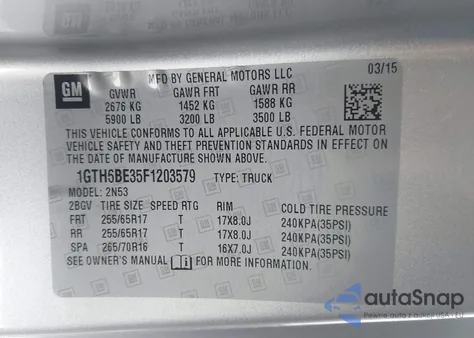 GM
MFD BY GENERAL MOTORS LLC 03/15
GVWR GAWR FRT GAWR RR
2676 KG 1452 KG 1588 KG
5900 LB 3200 LB 3500 LB
THIS VEHICLE CONFORMS TO ALL APPLICABLE U.S. FEDERAL MOTOR
VEHICLE SAFETY AND THEFT PREVENTION STANDARDS IN EFFECT ON
THE DATE OF MANUFACTURE SHOWN ABOVE.
1GTH6BE35F1203579 TYPE: TRUCK
MODEL: 2N53
2BGV TIRE SIZE SPEED RTG RIM COLD TIRE PRESSURE
FRT 255/65R17 T 17X8.0J 240KPA(35PSI)
RR 255/65R17 T 17X8.0J 240KPA(35PSI)
SPA 265/70R16 T 16X7.0J 240KPA(35PSI)
SEE OWNER'S MANUAL FOR MORE INFORMATION
autoSnap